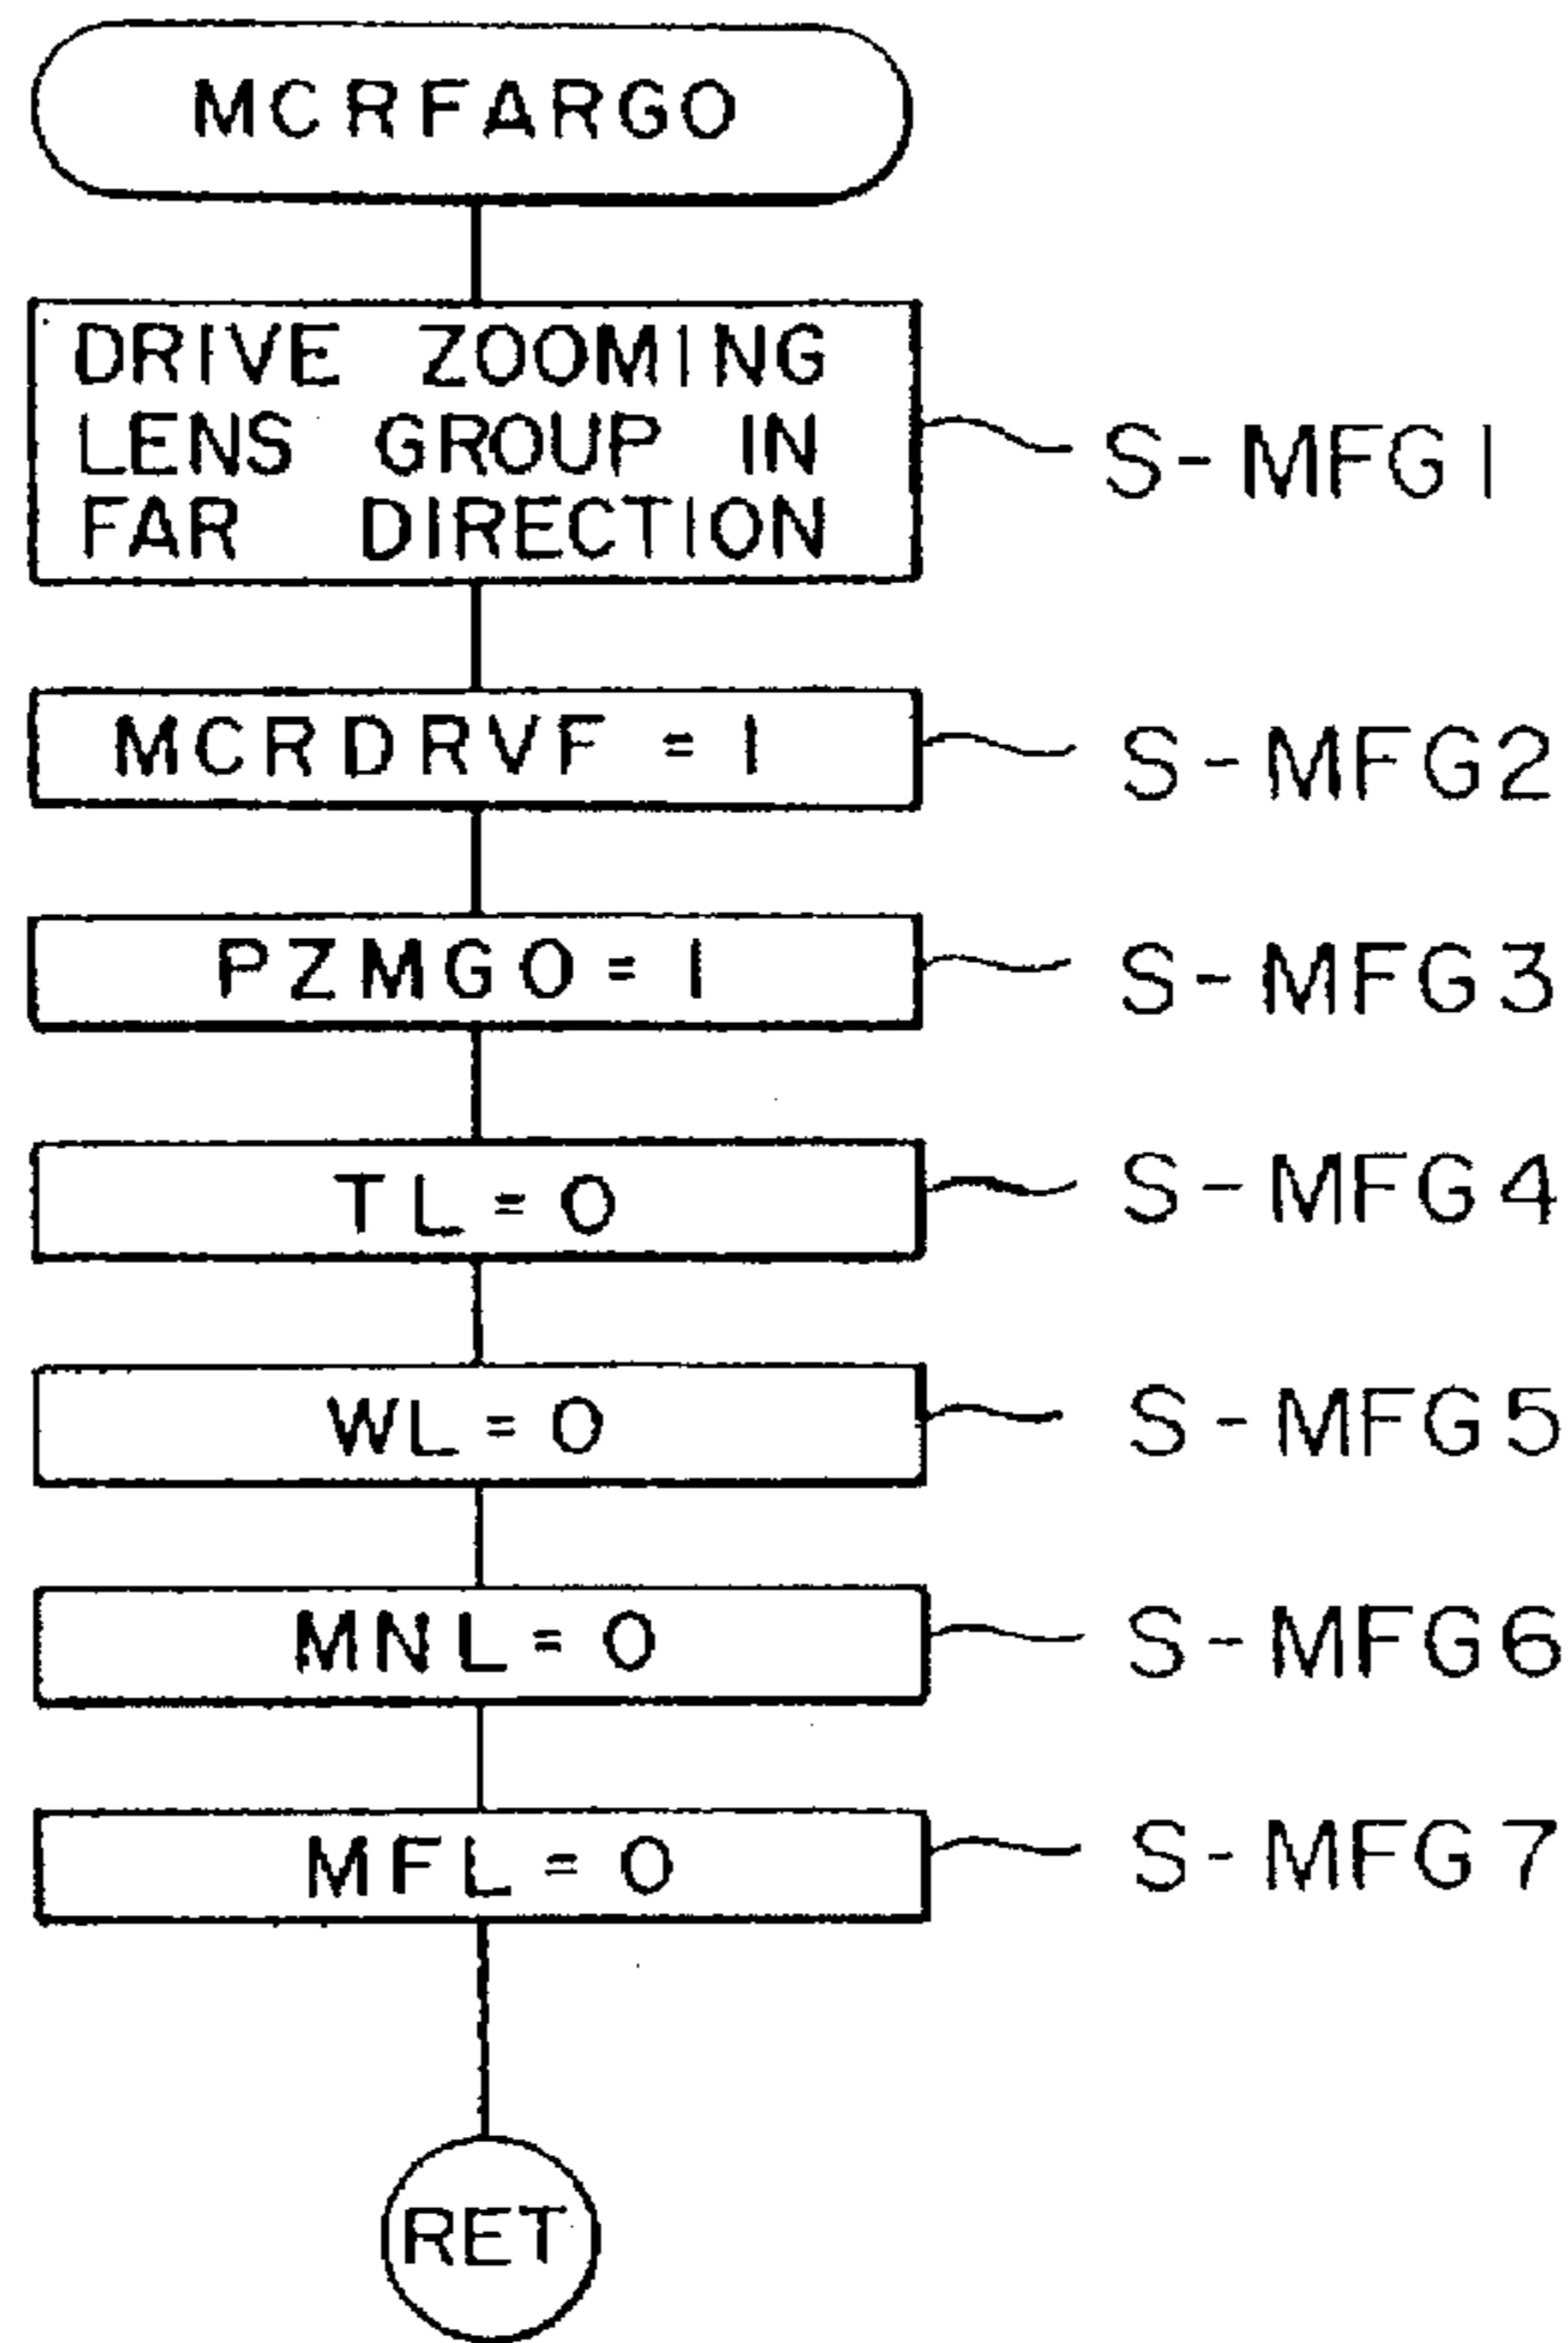 MCRFARGO
DRIVE ZOOMING
LENS GROUP IN
FAR DIRECTION
S-MFG1
MCRDRVF=1
S-MFG2
PZMGO=1
S-MFG3
TL=0
S-MFG4
WL=0
S-MFG5
MNL=0
S-MFG6
MFL=0
S-MFG7
RET